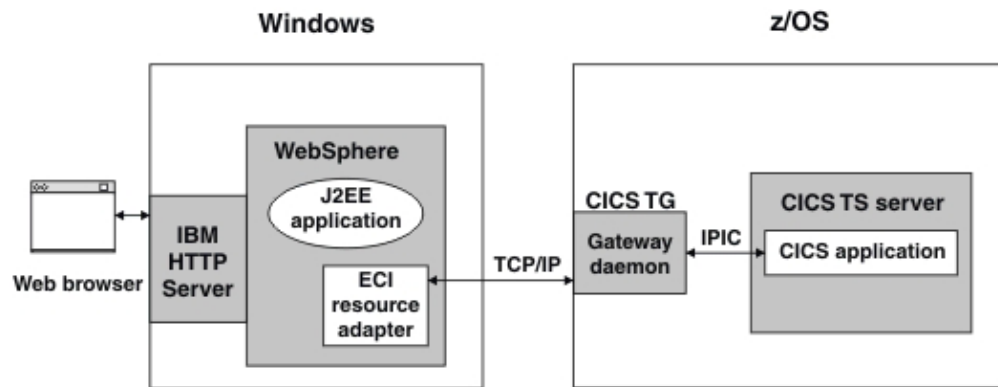 Windows
z/OS
WebSphere
J2EE
application
CICS TG
CICS TS server
IBM
HTTP
Server
Gateway
daemon
IPIC
CICS application
TCP/IP
Web browser
ECI
resource
adapter